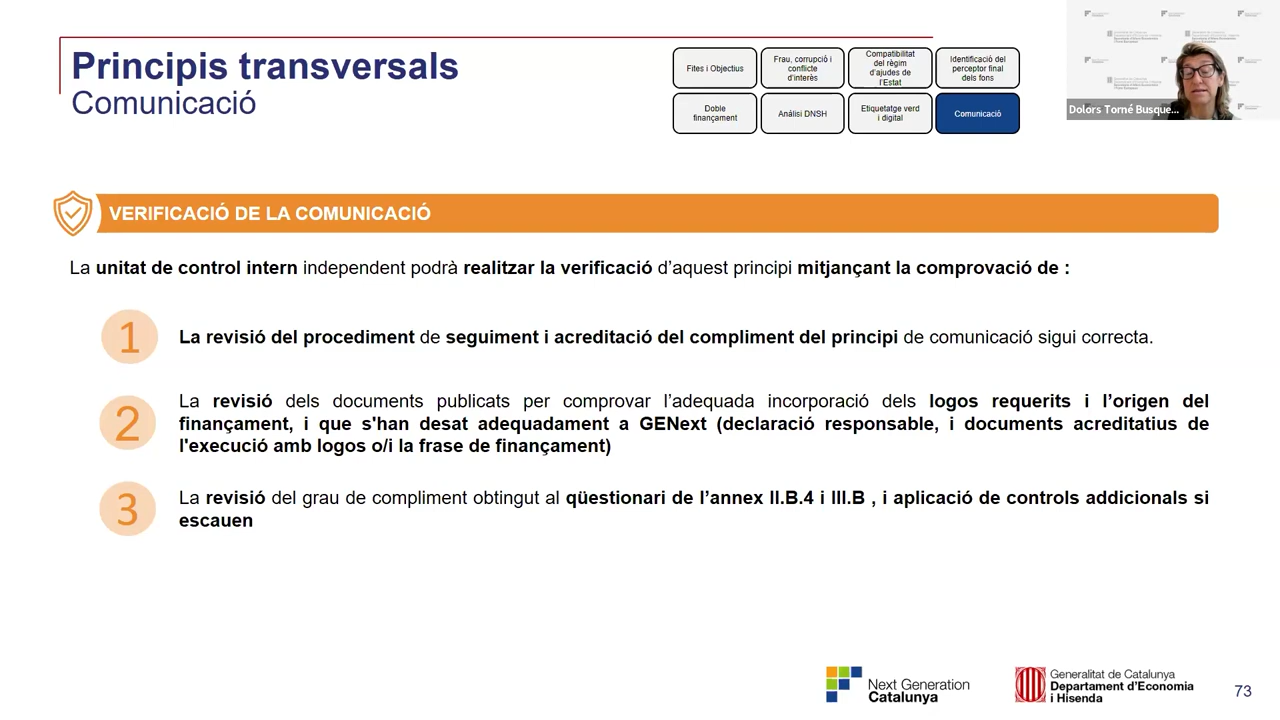 Principis transversals
Comunicació
Fites i Objectius
Frau, corrupció i
conflicte
d'interès
Compatibilitat
del règim
d'ajudes de
l'Estat
Identificació del
perceptor final
dels fons
Doble
finançament
Anàlisi DNSH
Etiquetatge verd
i digital
Comunicació
Dolors Torné Busque...
VERIFICACIÓ DE LA COMUNICACIÓ
La unitat de control intern independent podrà realitzar la verificació d’aquest principi mitjançant la comprovació de :
1
La revisió del procediment de seguiment i acreditació del compliment del principi de comunicació sigui correcta.
2
La revisió dels documents publicats per comprovar l’adequada incorporació dels logos requerits i l’origen del
finançament, i que s'han desat adequadament a GENext (declaració responsable, i documents acreditatius de
l'execució amb logos o/i la frase de finançament)
3
La revisió del grau de compliment obtingut al qüestionari de l’annex II.B.4 i III.B , i aplicació de controls addicionals si
escauen
Next Generation
Catalunya
Generalitat de Catalunya
Departament d’Economia
i Hisenda
73